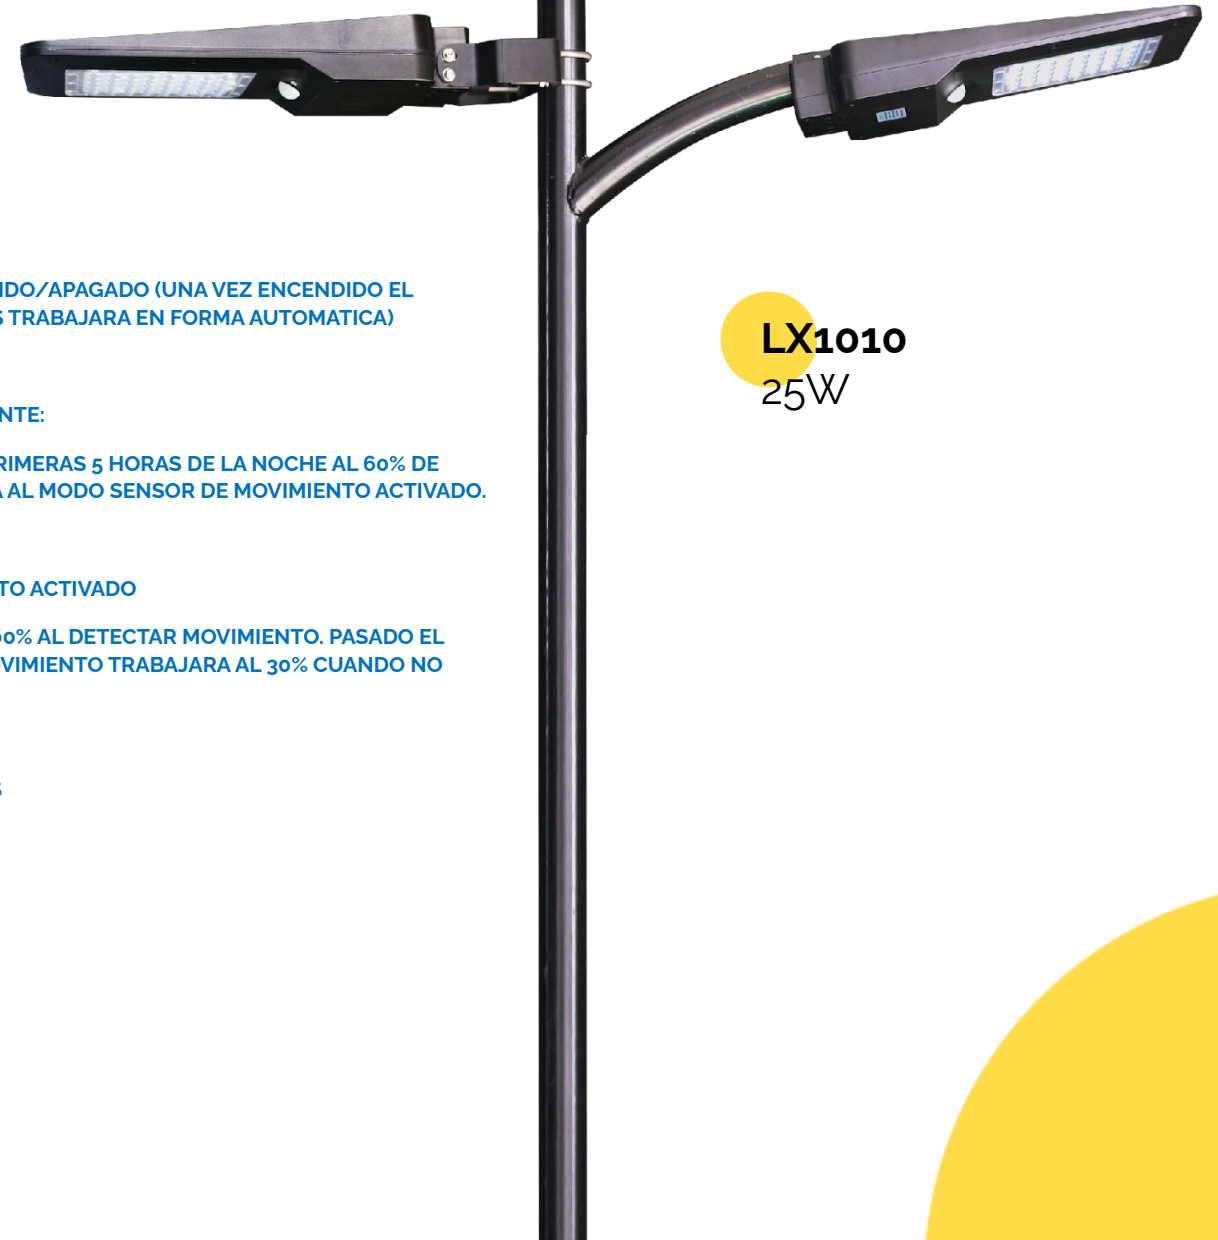 IDO/APAGADO (UNA VEZ ENCENDIDO EL
S TRABAJARA EN FORMA AUTOMATICA)
LX1010
25W
NTE:
RIMERAS 5 HORAS DE LA NOCHE AL 60% DE
A AL MODO SENSOR DE MOVIMIENTO ACTIVADO.
TO ACTIVADO
00% AL DETECTAR MOVIMIENTO. PASADO EL
VIMIENTO TRABAJARA AL 30% CUANDO NO
S